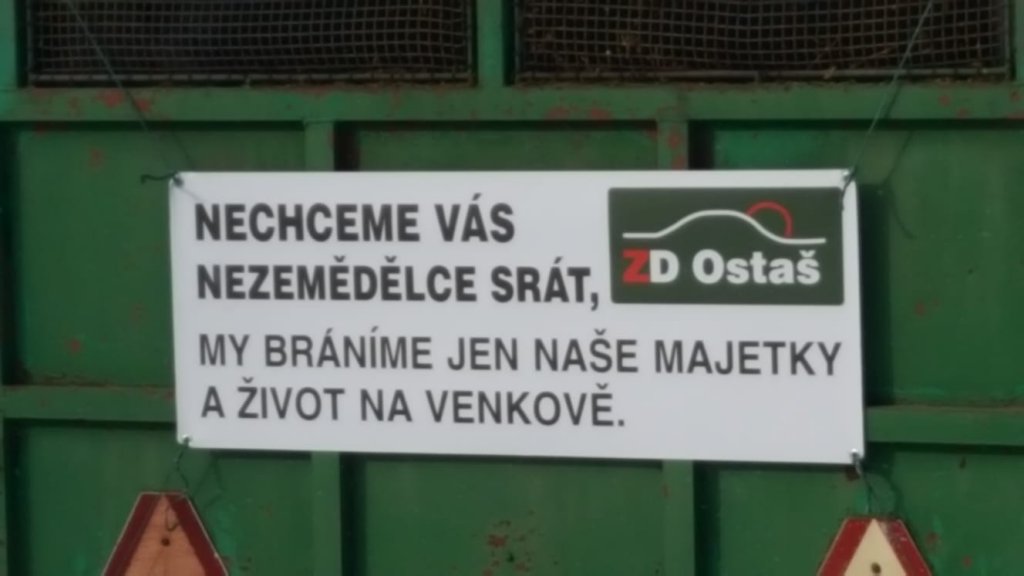 NECHCEME VÁS
NEZEMĚDĚLCE SRÁT,
ZD Ostaš
MY BRÁNÍME JEN NAŠE MAJETKY
A ŽIVOT NA VENKOVĚ.